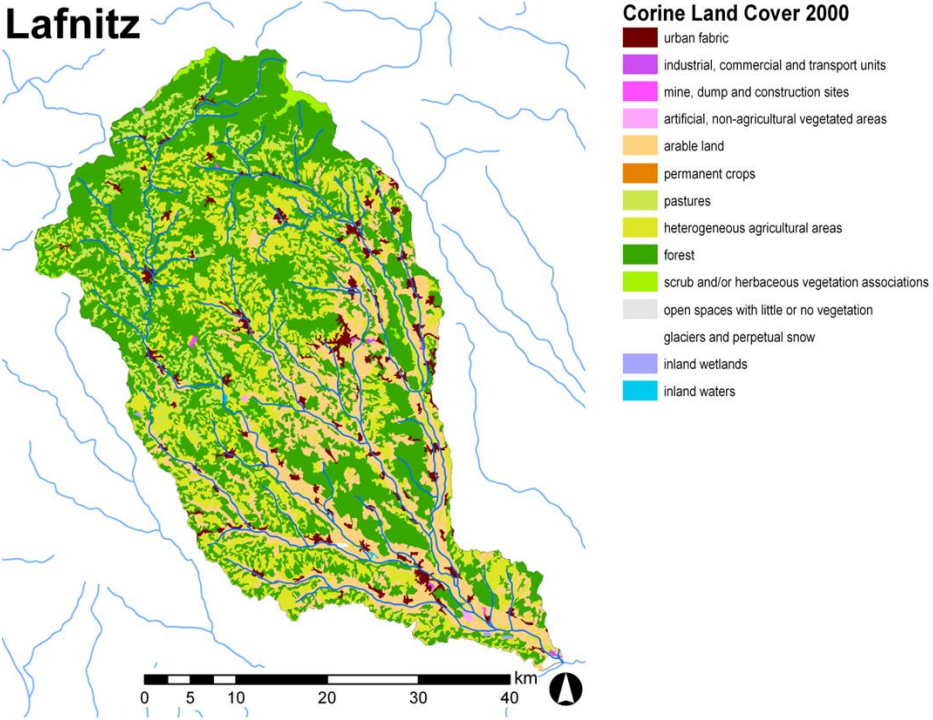 Lafnitz
Corine Land Cover 2000
urban fabric
industrial, commercial and transport units
mine, dump and construction sites
artificial, non-agricultural vegetated areas
arable land
permanent crops
pastures
heterogeneous agricultural areas
forest
scrub and/or herbaceous vegetation associations
open spaces with little or no vegetation
glaciers and perpetual snow
inland wetlands
inland waters
km
0 5 10 20 30 40